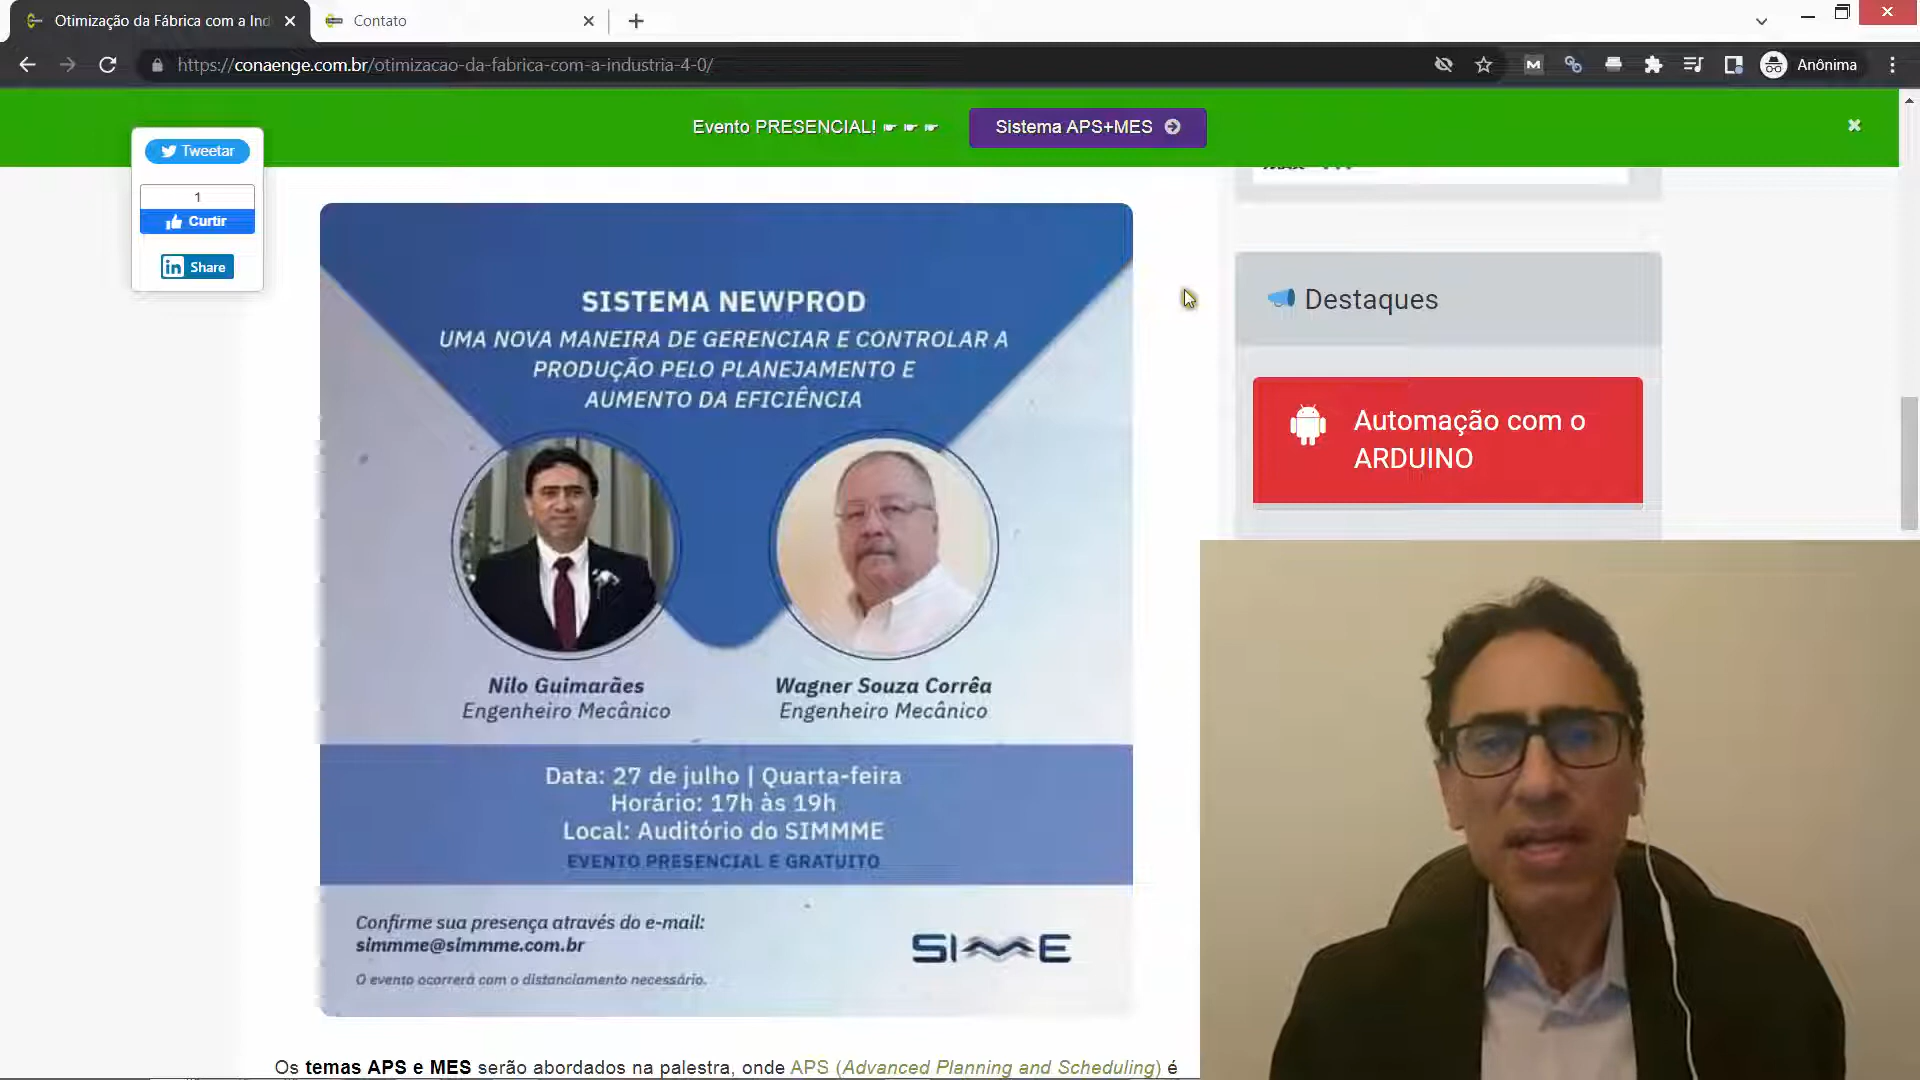 Otimização da Fábrica com a Ind
Contato
https://conaenge.com.br/otimizacao-da-fabrica-com-a-industria-4-0/
Anônima
Evento PRESENCIAL!
Sistema APS+MES
Tweetar
1
Curtir
Share
SISTEMA NEWPROD
UMA NOVA MANEIRA DE GERENCIAR E CONTROLAR A
PRODUÇÃO PELO PLANEJAMENTO E
AUMENTO DA EFICIÊNCIA
Nilo Guimarães
Engenheiro Mecânico
Wagner Souza Corrêa
Engenheiro Mecânico
Data: 27 de julho | Quarta-feira
Horário: 17h às 19h
Local: Auditório do SIMMME
EVENTO PRESENCIAL E GRATUITO
Confirme sua presença através do e-mail:
simmme@simmme.com.br
O evento ocorrerá com o distanciamento necessário.
Destaques
Automação com o
ARDUINO
Os temas APS e MES serão abordados na palestra, onde APS (Advanced Planning and Scheduling) é